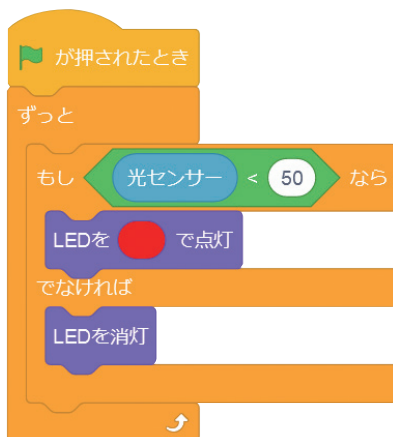 が押されたとき
ずっと
もし 光センサー < 50 なら
LEDを で点灯
でなければ
LEDを消灯